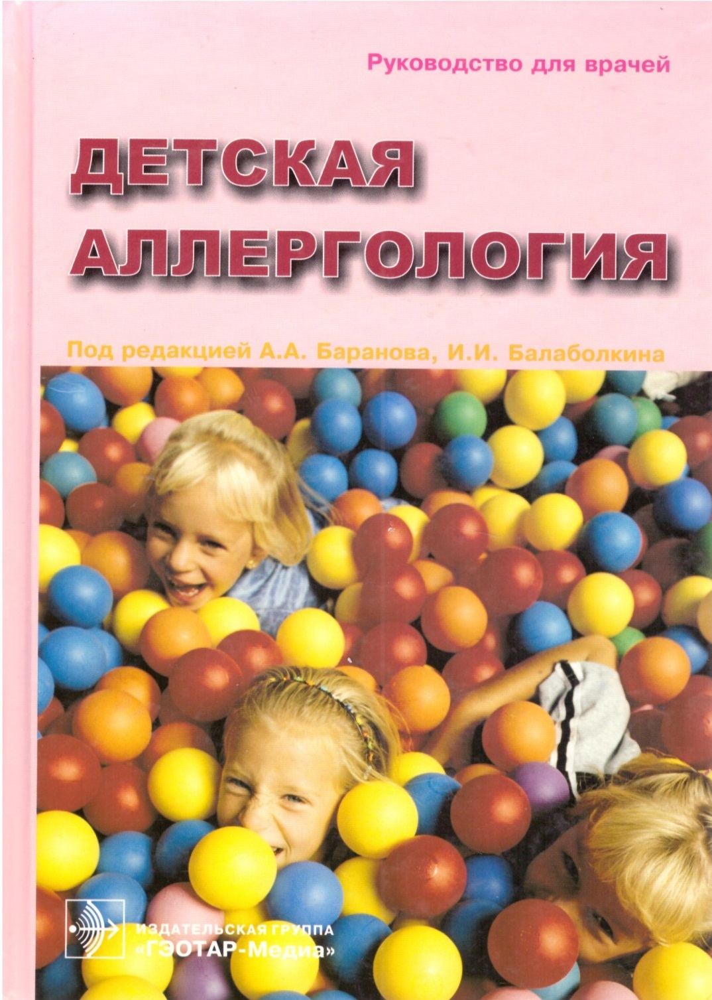 Руководство для врачей
ДЕТСКАЯ
АЛЛЕРГОЛОГИЯ
Под редакцией А.А. Баранова, И.И. Балаболкина
ИЗДАТЕЛЬСКАЯ ГРУППА
«ГЭОТАР-Медиа»